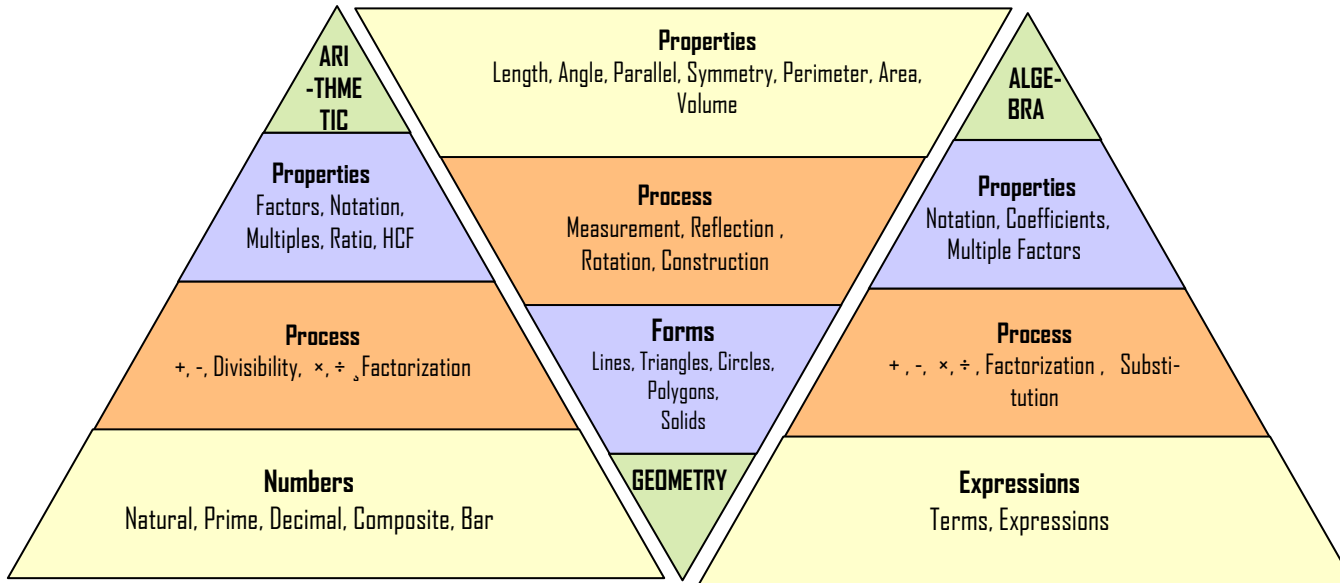 ARI
-THME
TIC
Properties
Factors, Notation,
Multiples, Ratio, HCF
Process
+, -, Divisibility, ×, ÷ ¸Factorization
Numbers
Natural, Prime, Decimal, Composite, Bar
Properties
Length, Angle, Parallel, Symmetry, Perimeter, Area,
Volume
Process
Measurement, Reflection ,
Rotation, Construction
Forms
Lines, Triangles, Circles,
Polygons,
Solids
GEOMETRY
ALGE-
BRA
Properties
Notation, Coefficients,
Multiple Factors
Process
+ , -, ×, ÷ , Factorization , Substi-
tution
Expressions
Terms, Expressions